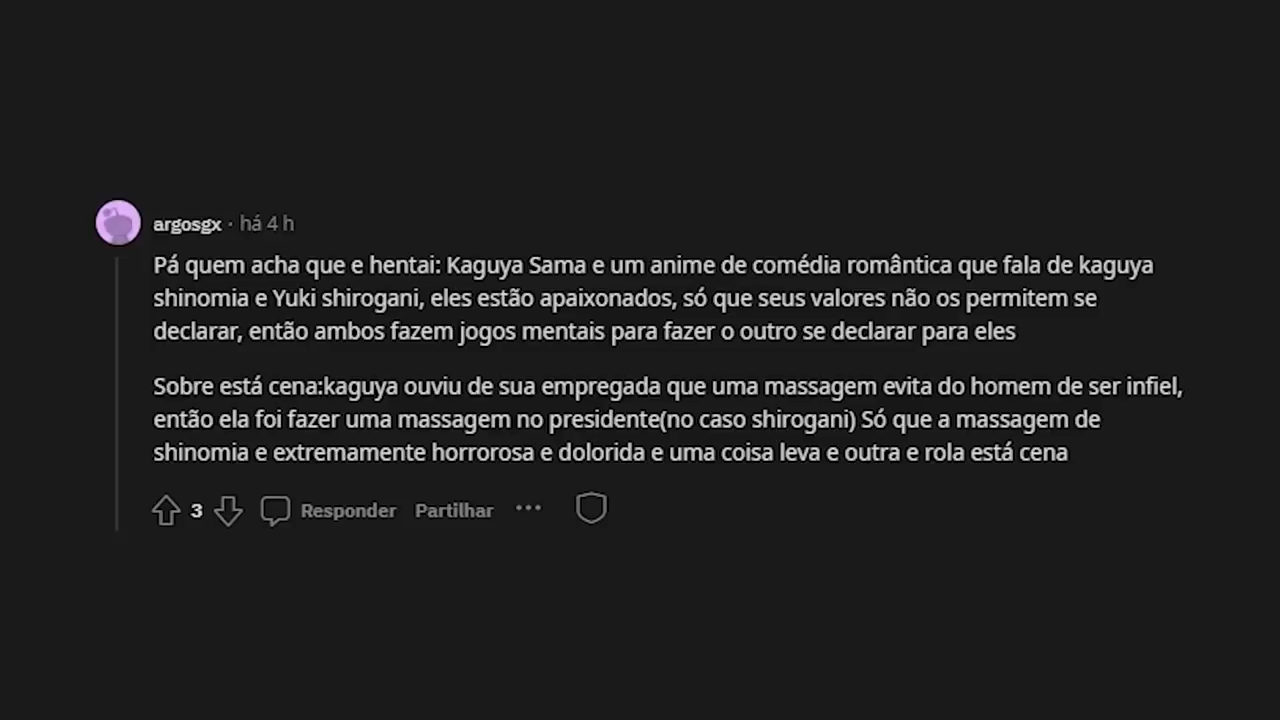 argosgx · há 4 h
Pá quem acha que e hentai: Kaguya Sama e um anime de comédia romântica que fala de kaguya
shinomia e Yuki shirogani, eles estão apaixonados, só que seus valores não os permitem se
declarar, então ambos fazem jogos mentais para fazer o outro se declarar para eles
Sobre está cena:kaguya ouviu de sua empregada que uma massagem evita do homem de ser infiel,
então ela foi fazer uma massagem no presidente(no caso shirogani) Só que a massagem de
shinomia e extremamente horrorosa e dolorida e uma coisa leva e outra e rola está cena
3 Responder Partilhar ···